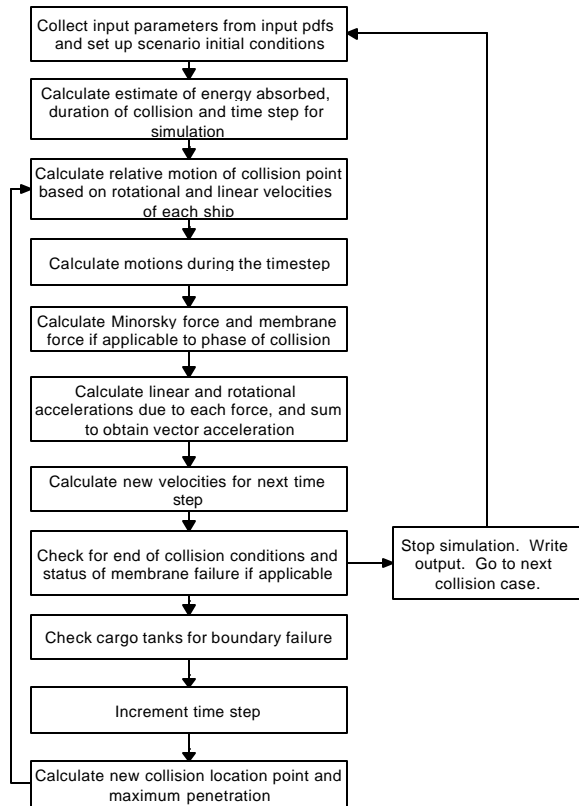 Collect input parameters from input pdfs
and set up scenario initial conditions
Calculate estimate of energy absorbed,
duration of collision and time step for
simulation
Calculate relative motion of collision point
based on rotational and linear velocities
of each ship
Calculate motions during the timestep
Calculate Minorsky force and membrane
force if applicable to phase of collision
Calculate linear and rotational
accelerations due to each force, and sum
to obtain vector acceleration
Calculate new velocities for next time
step
Check for end of collision conditions and
status of membrane failure if applicable
Stop simulation. Write
output. Go to next
collision case.
Check cargo tanks for boundary failure
Increment time step
Calculate new collision location point and
maximum penetration